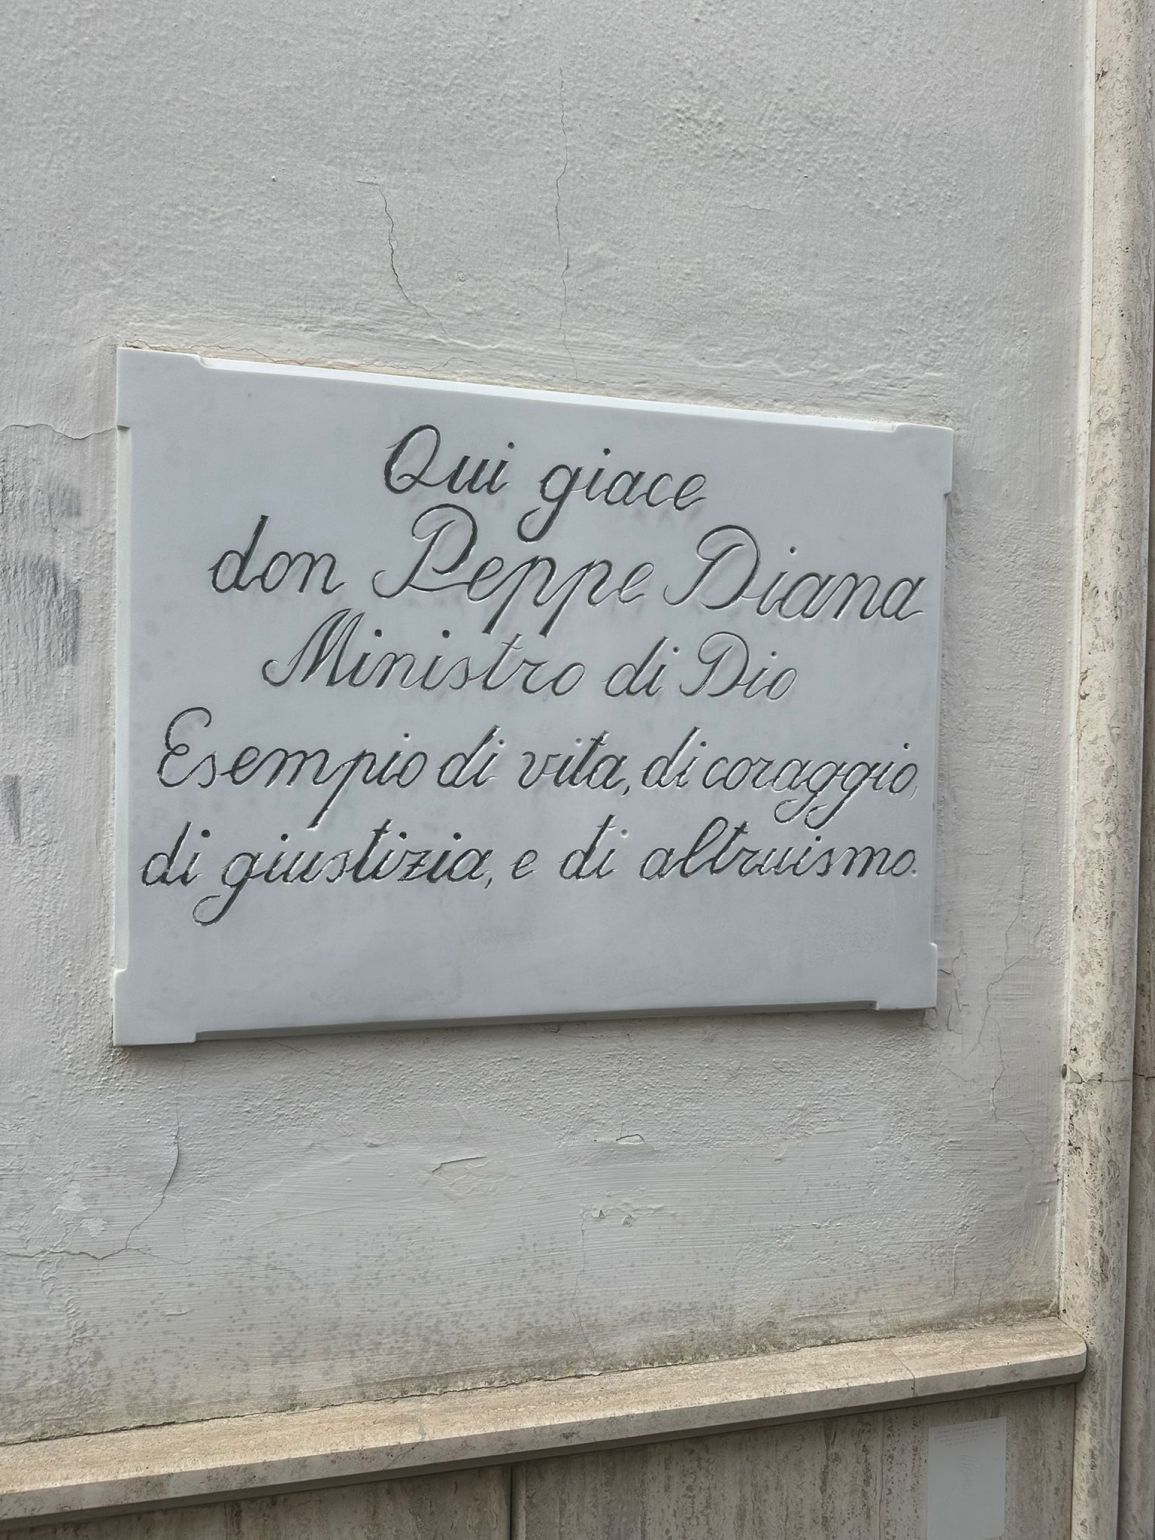 Qui giace
don Peppe Diana
Ministro di Dio
Esempio di vita, di coraggio,
di giustizia, e di altruismo.